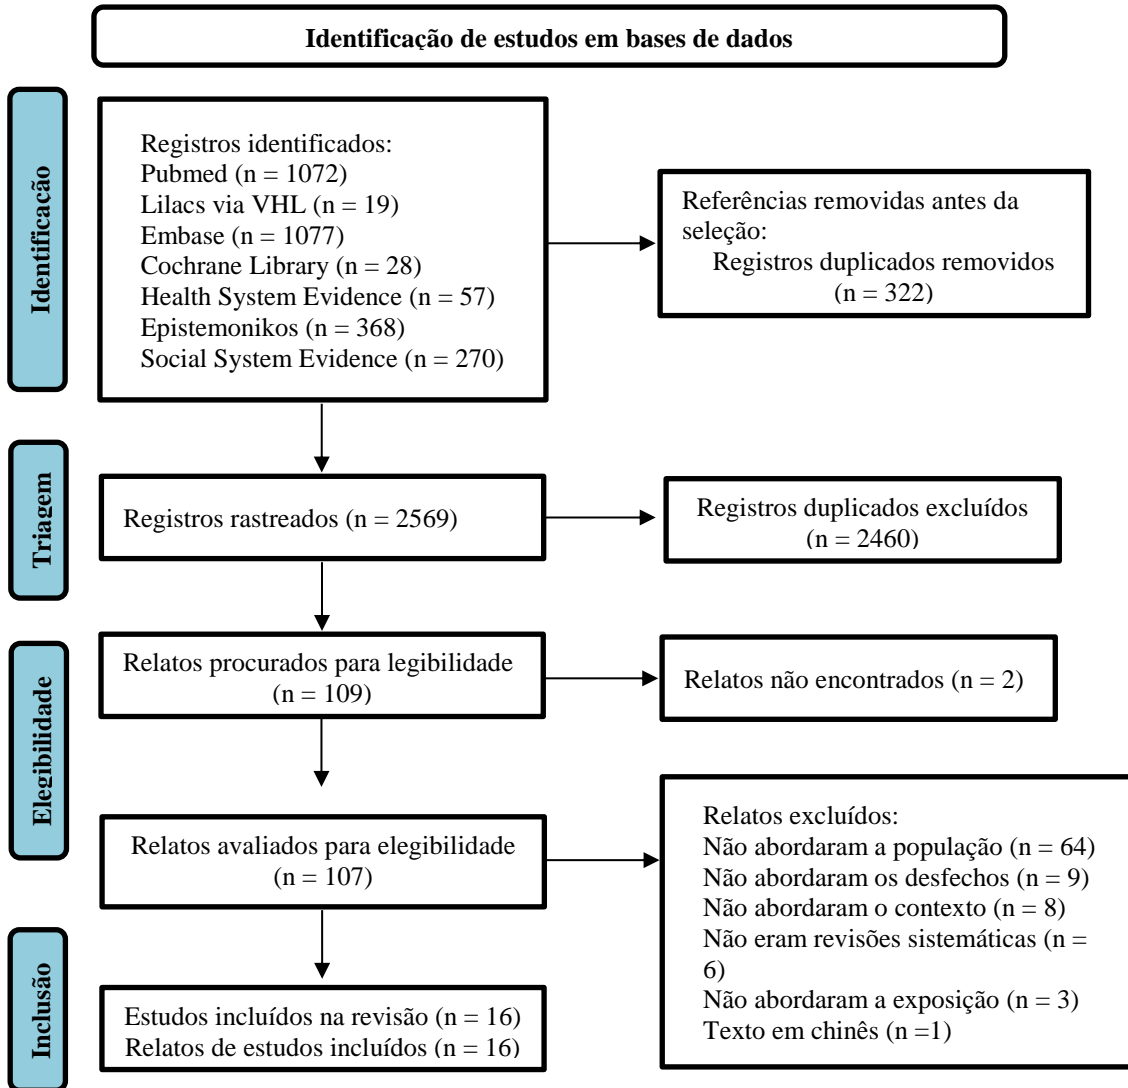 Identificação de estudos em bases de dados
Identificação
Registros identificados:
Pubmed (n = 1072)
Lilacs via VHL (n = 19)
Embase (n = 1077)
Cochrane Library (n = 28)
Health System Evidence (n = 57)
Epistemonikos (n = 368)
Social System Evidence (n = 270)
Referências removidas antes da
seleção:
Registros duplicados removidos
(n = 322)
Triagem
Registros rastreados (n = 2569)
Registros duplicados excluídos
(n = 2460)
Elegibilidade
Relatos procurados para legibilidade
(n = 109)
Relatos não encontrados (n = 2)
Relatos avaliados para elegibilidade
(n = 107)
Relatos excluídos:
Não abordaram a população (n = 64)
Não abordaram os desfechos (n = 9)
Não abordaram o contexto (n = 8)
Não eram revisões sistemáticas (n =
6)
Não abordaram a exposição (n = 3)
Texto em chinês (n =1)
Inclusão
Estudos incluídos na revisão (n = 16)
Relatos de estudos incluídos (n = 16)